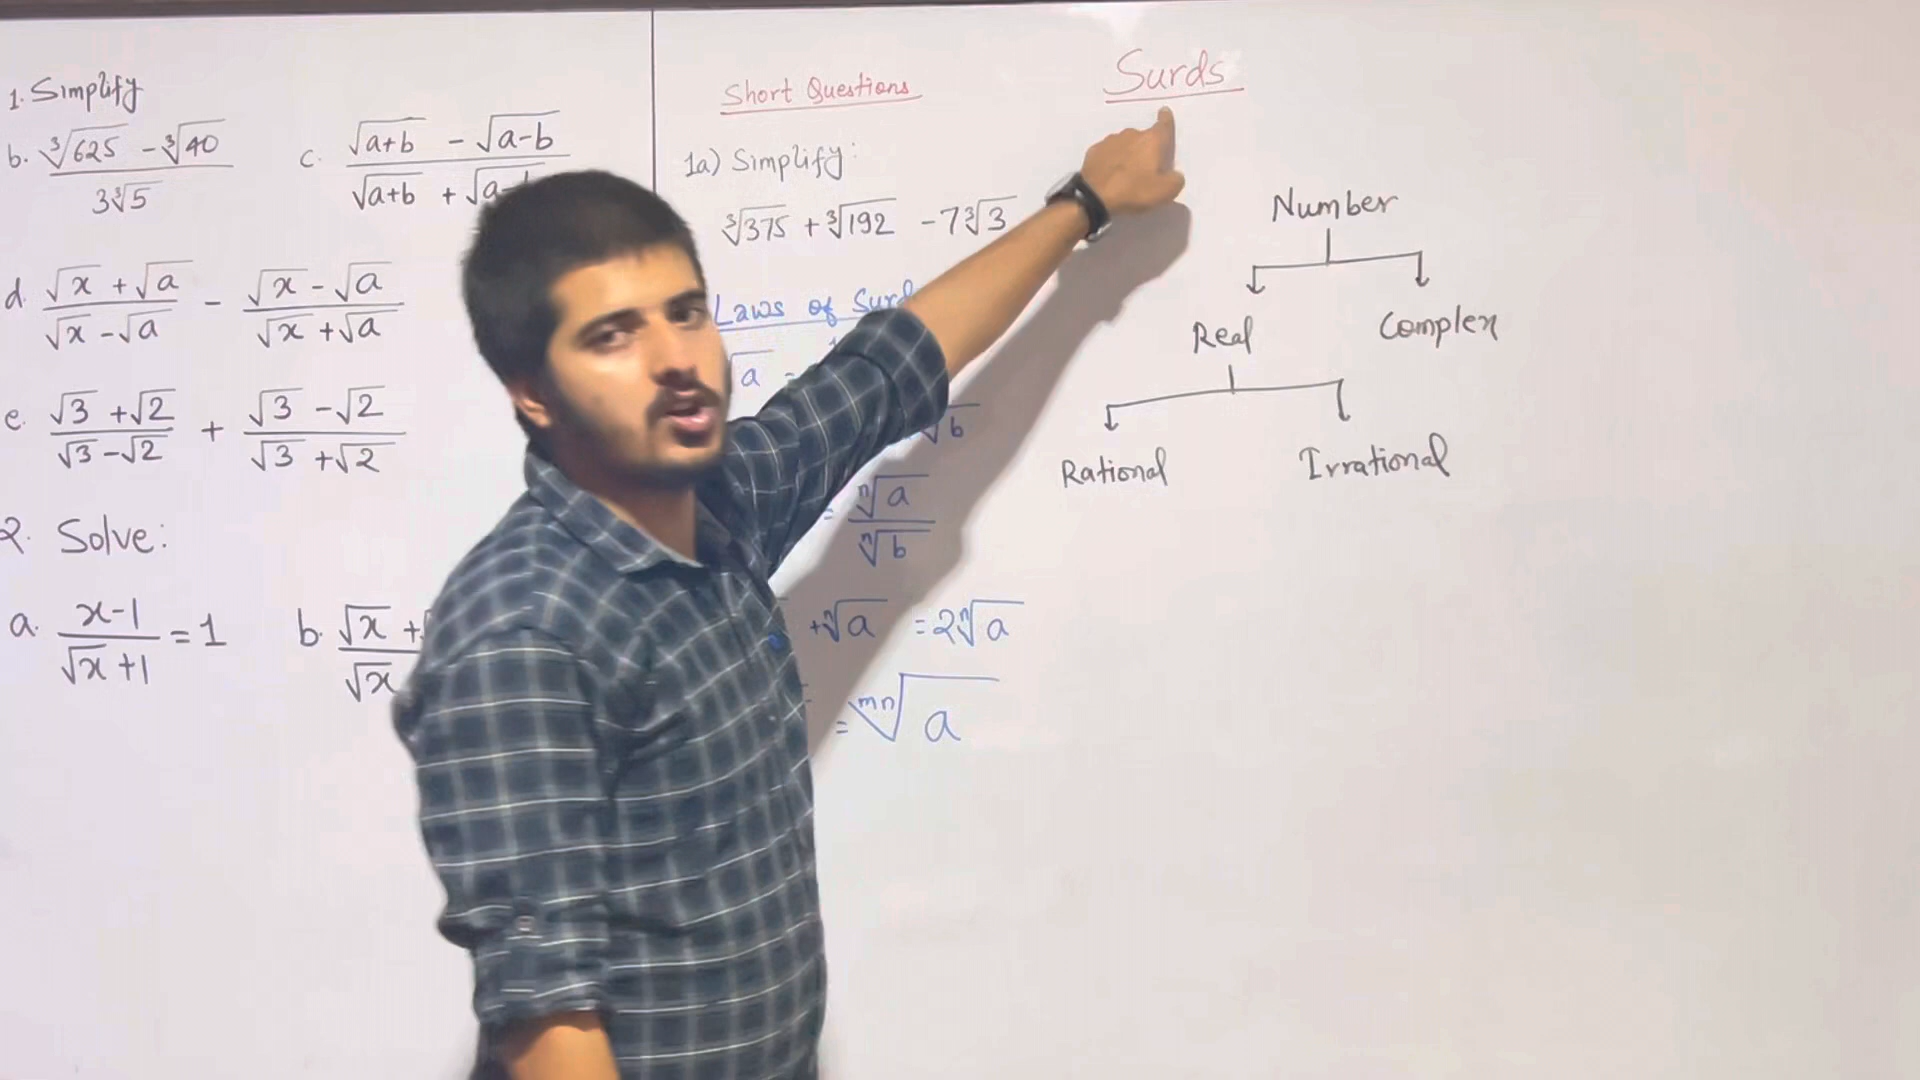 1. Simplify
b. (∛625 - ∛40) / (3∛5)
c. (√(a+b) - √(a-b)) / (√(a+b) + √a-
d. (√x + √a) / (√x - √a) - (√x - √a) / (√x + √a)
e. (√3 + √2) / (√3 - √2) + (√3 - √2) / (√3 + √2)
2. Solve:
a. (x-1) / (√x + 1) = 1
b. √x + / √x
Short Questions
1a) Simplify:
∛375 + ∛192 - 7∛3
Laws of Surd
√a =
√b
= ⁿ√a / ⁿ√b
+ ⁿ√a = 2ⁿ√a
= ᵐⁿ√a
Surds
Number
Real Complex
Rational Irrational